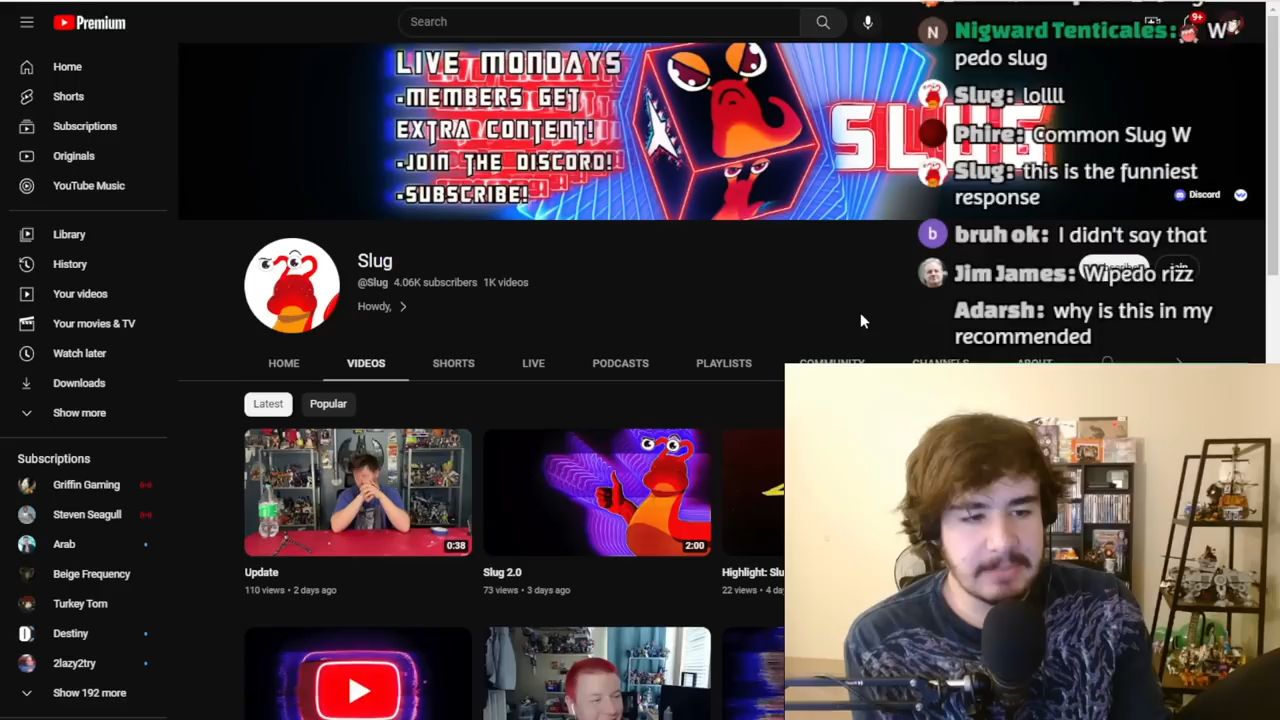 Premium
Search
9+
Home
Shorts
Subscriptions
Originals
YouTube Music
Library
History
Your videos
Your movies & TV
Watch later
Downloads
Show more
Subscriptions
Griffin Gaming
Steven Seagull
Arab
Beige Frequency
Turkey Tom
Destiny
2lazy2try
Show 192 more
LIVE MONDAYS
-MEMBERS GET
EXTRA CONTENT!
-JOIN THE DISCORD!
-SUBSCRIBE!
SLUG
Discord
Slug
@Slug 4.06K subscribers 1K videos
Howdy,
HOME VIDEOS SHORTS LIVE PODCASTS PLAYLISTS COMMUNITY CHANNELS ABOUT
Latest Popular
0:38
2:00
Update
110 views • 2 days ago
Slug 2.0
73 views • 3 days ago
Highlight: Slu
22 views • 4 da
Nigward Tenticales: W
pedo slug
Slug: lollll
Phire: Common Slug W
Slug: this is the funniest
response
bruh ok: I didn't say that
Jim James: Wipedo rizz
Adarsh: why is this in my
recommended